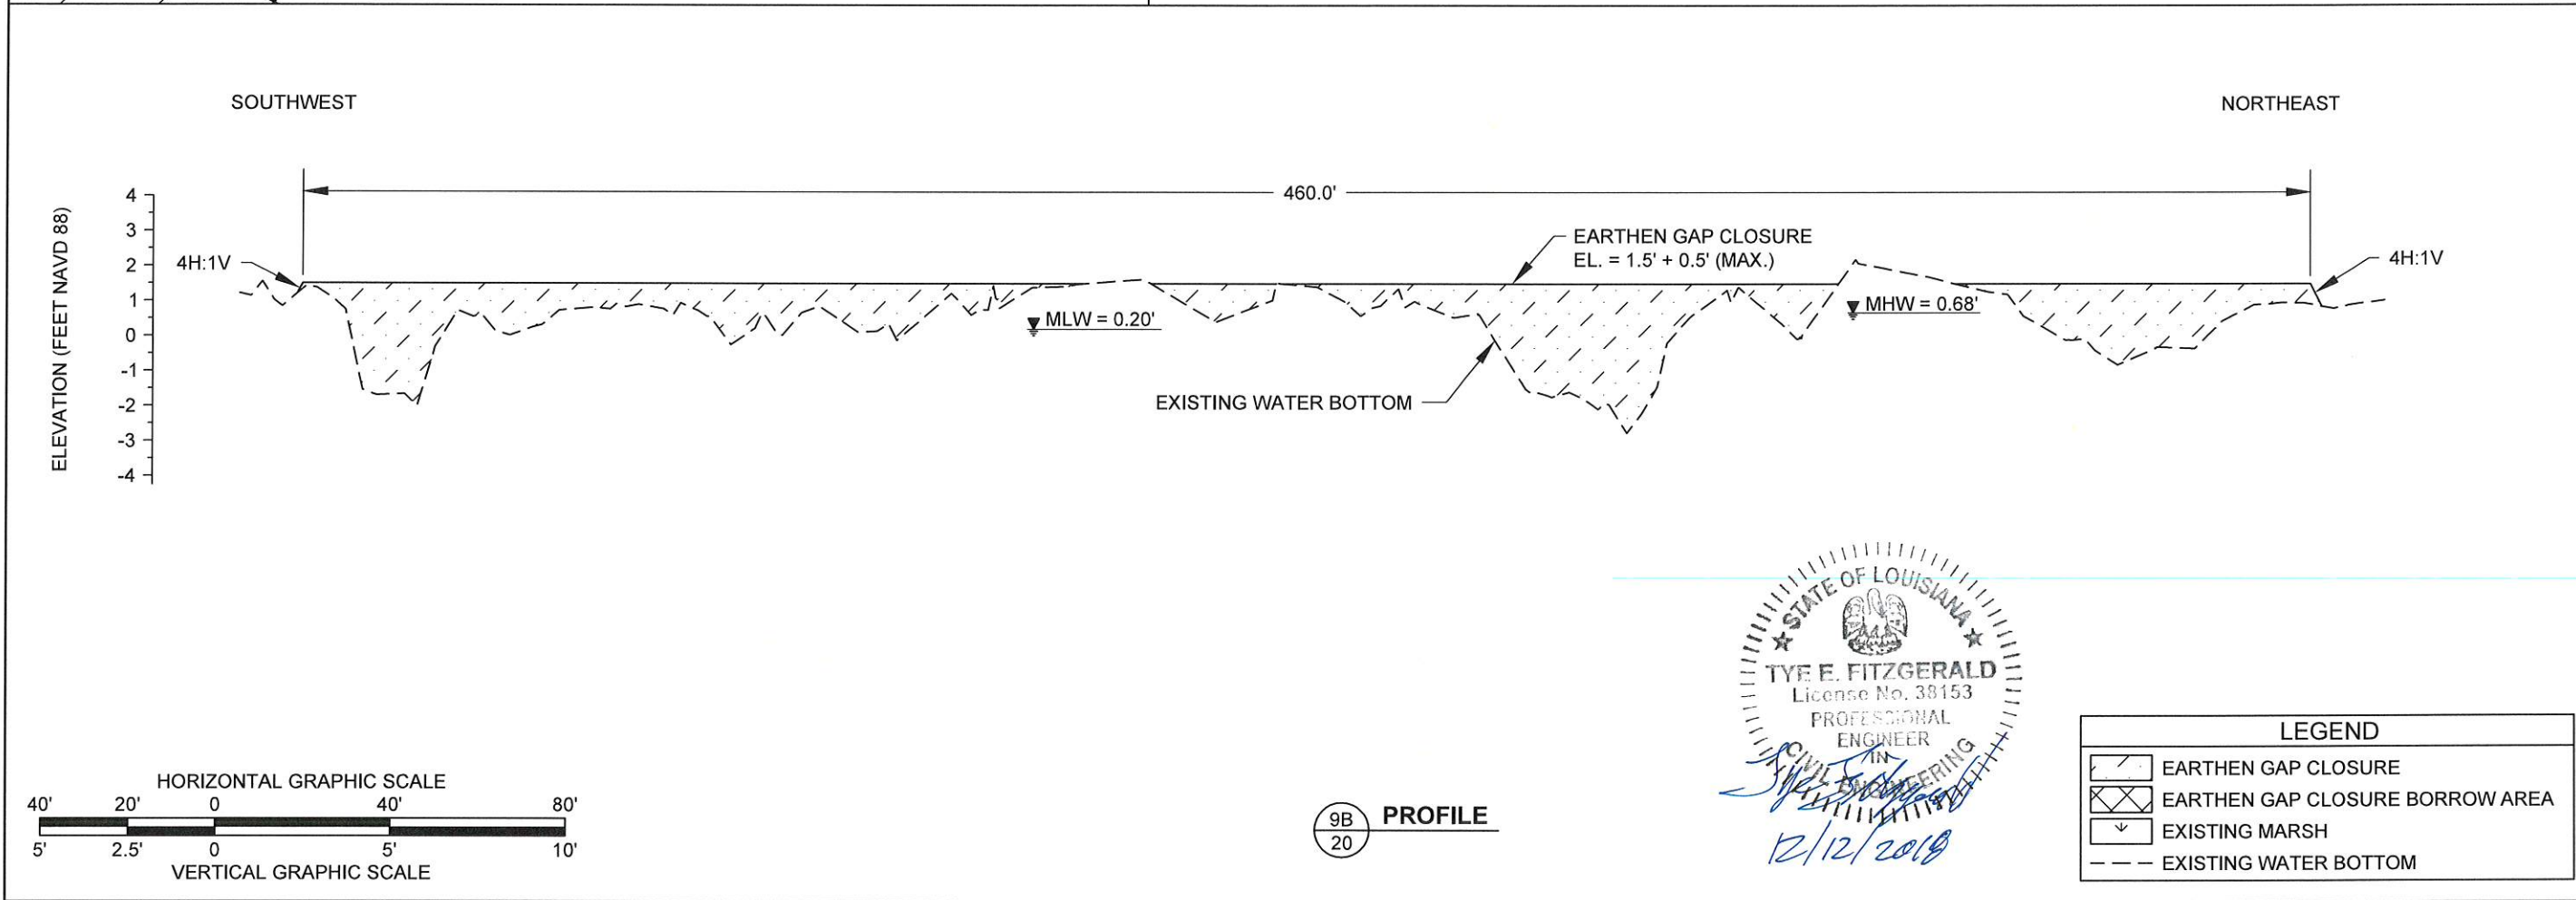 SOUTHWEST
NORTHEAST
460.0'
ELEVATION (FEET NAVD 88)
4
3
2
1
0
-1
-2
-3
-4
4H:1V
EARTHEN GAP CLOSURE
EL. = 1.5' + 0.5' (MAX.)
4H:1V
MLW = 0.20'
MHW = 0.68'
EXISTING WATER BOTTOM
STATE OF LOUISIANA
TYE E. FITZGERALD
License No. 38153
PROFESSIONAL
ENGINEER
IN
CIVIL ENGINEERING
12/12/2018
HORIZONTAL GRAPHIC SCALE
40' 20' 0 40' 80'
5' 2.5' 0 5' 10'
VERTICAL GRAPHIC SCALE
9B
20
PROFILE
LEGEND
EARTHEN GAP CLOSURE
EARTHEN GAP CLOSURE BORROW AREA
EXISTING MARSH
EXISTING WATER BOTTOM